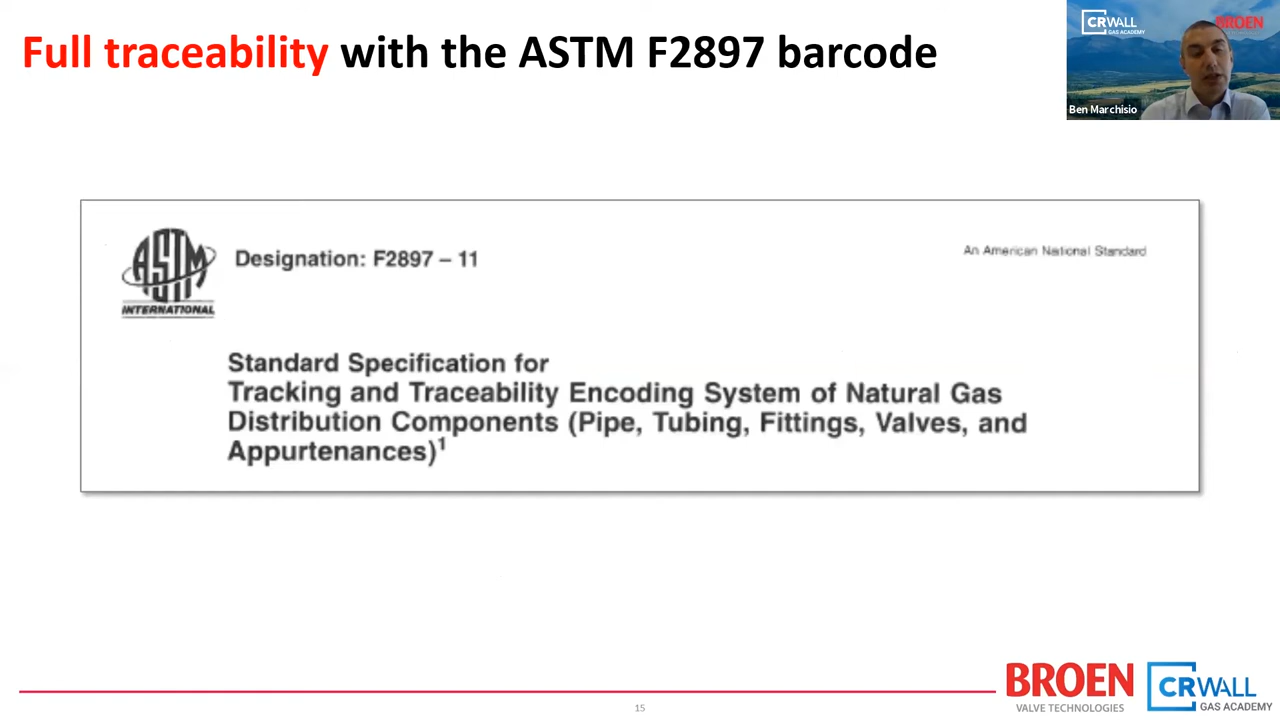 Full traceability with the ASTM F2897 barcode
CRWALL
GAS ACADEMY
BROEN
Ben Marchisio
ASTM
INTERNATIONAL
Designation: F2897 – 11
An American National Standard
Standard Specification for
Tracking and Traceability Encoding System of Natural Gas
Distribution Components (Pipe, Tubing, Fittings, Valves, and
Appurtenances)1
15
BROEN
VALVE TECHNOLOGIES
CRWALL
GAS ACADEMY